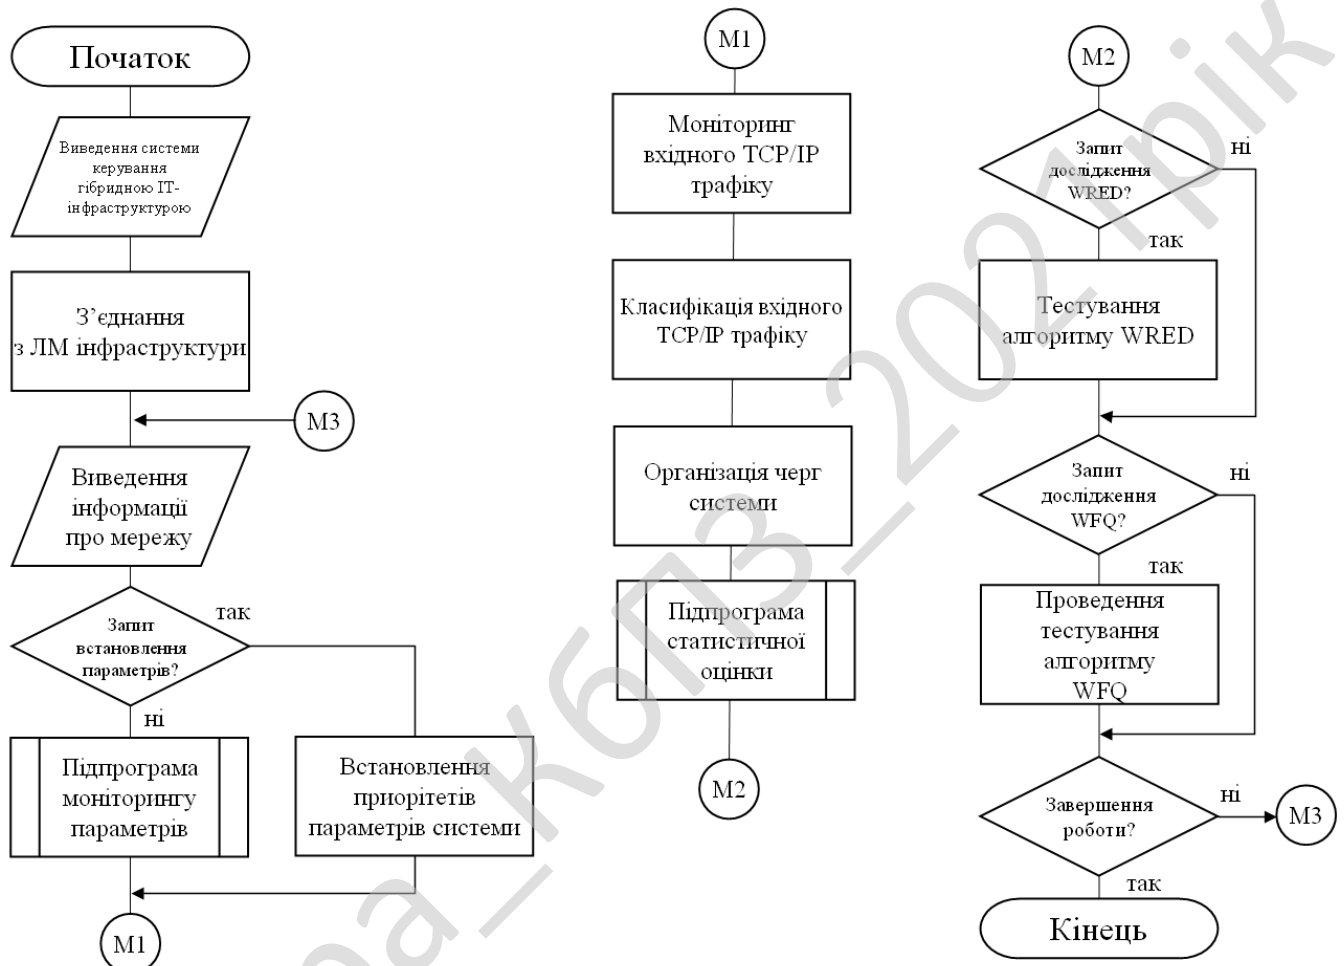 Початок
Виведення системи
керування
гібридною ІТ-
інфраструктурою
З’єднання
з ЛМ інфраструктури
М3
Виведення
інформації
про мережу
Запит
встановлення
параметрів?
так
ні
Підпрограма
моніторингу
параметрів
Встановлення
приорітетів
параметрів системи
М1
М1
Моніторинг
вхідного TCP/IP
трафіку
Класифікація вхідного
TCP/IP трафіку
Організація черг
системи
Підпрограма
статистичної
оцінки
М2
М2
Запит
дослідження
WRED?
ні
так
Тестування
алгоритму WRED
Запит
дослідження
WFQ?
ні
так
Проведення
тестування
алгоритму
WFQ
Завершення
роботи?
ні
М3
так
Кінець
ра_КбПЗ_2021рік